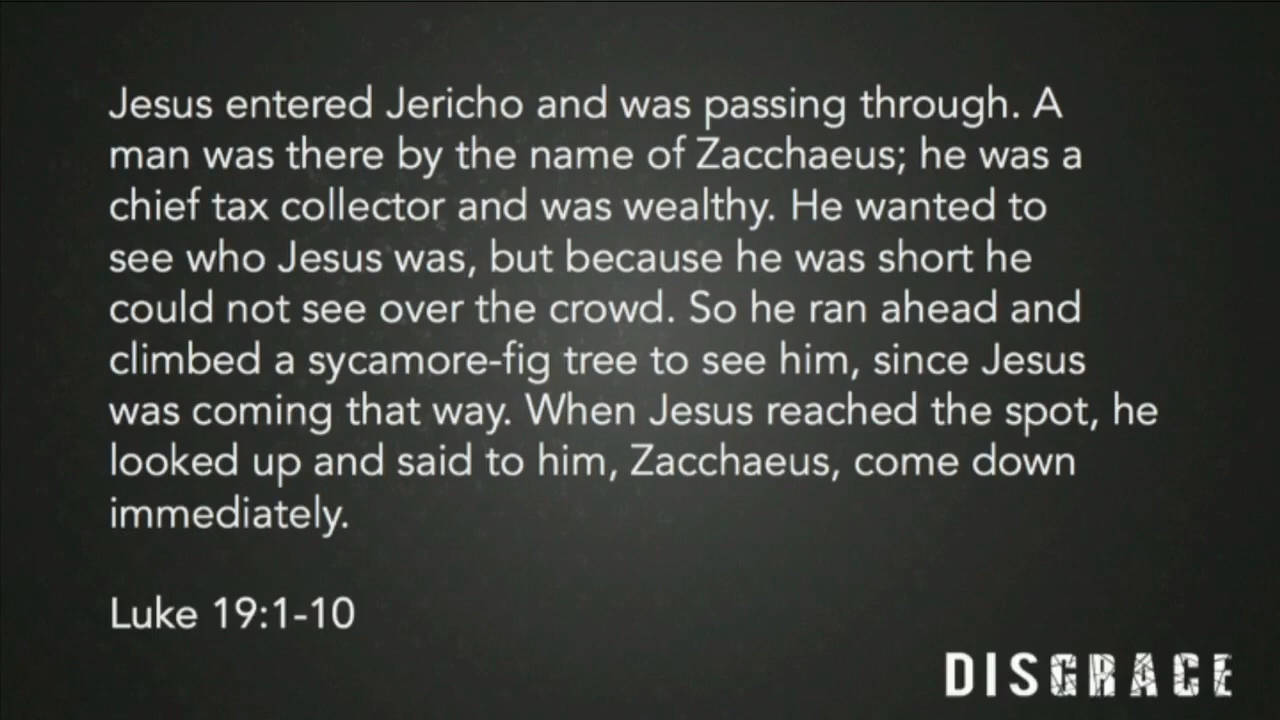 Jesus entered Jericho and was passing through. A
man was there by the name of Zacchaeus; he was a
chief tax collector and was wealthy. He wanted to
see who Jesus was, but because he was short he
could not see over the crowd. So he ran ahead and
climbed a sycamore-fig tree to see him, since Jesus
was coming that way. When Jesus reached the spot, he
looked up and said to him, Zacchaeus, come down
immediately.
Luke 19:1-10
DISGRACE